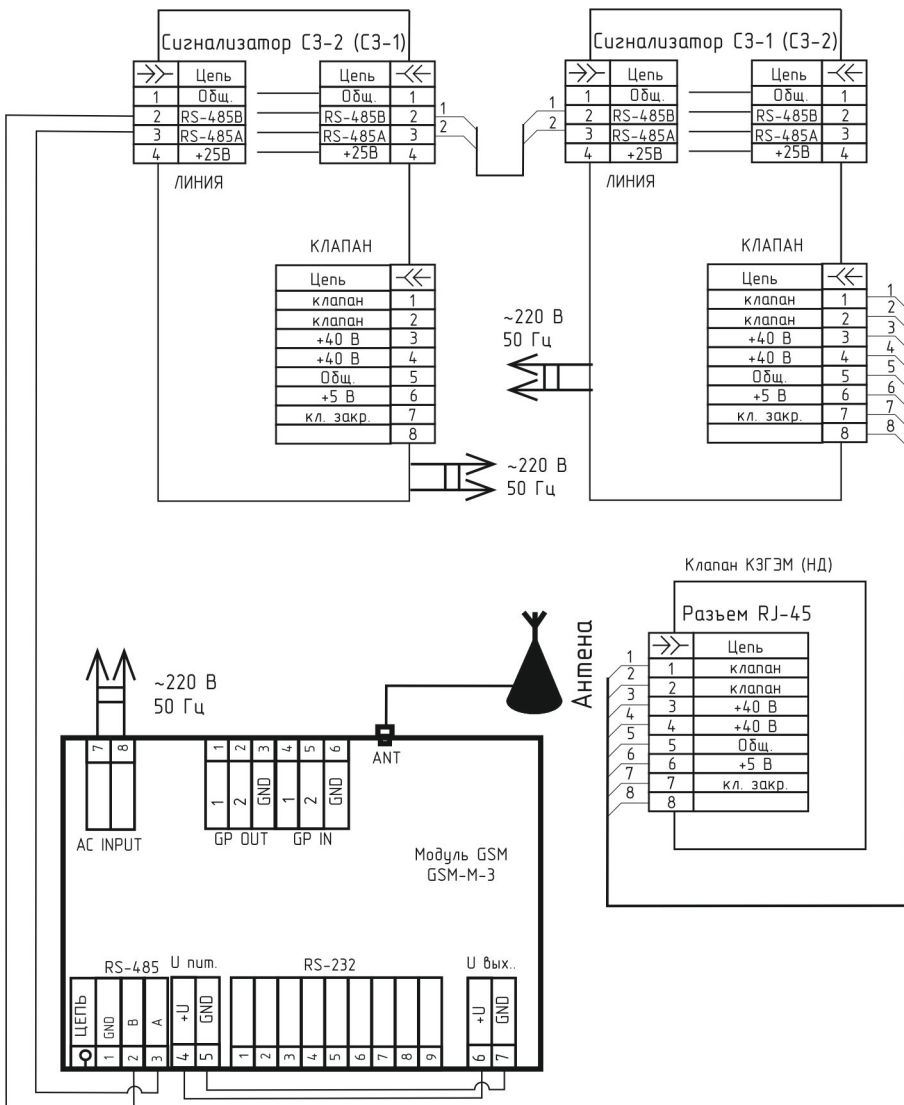 Сигнализатор СЗ-2 (СЗ-1)
Цепь Цепь
1 Общ. Общ. 1
2 RS-485В RS-485В 2
3 RS-485А RS-485А 3
4 +25В +25В 4
1
2
ЛИНИЯ
КЛАПАН
Цепь
клапан 1
клапан 2
+40 В 3
+40 В 4
Общ. 5
+5 В 6
кл. закр. 7
8
~220 В
50 Гц
Сигнализатор СЗ-1 (СЗ-2)
1
2
Цепь Цепь
1 Общ. Общ. 1
2 RS-485В RS-485В 2
3 RS-485А RS-485А 3
4 +25В +25В 4
ЛИНИЯ
КЛАПАН
Цепь
клапан 1 1
клапан 2 2
+40 В 3 3
+40 В 4 4
Общ. 5 5
+5 В 6 6
кл. закр. 7 7
8 8
~220 В
50 Гц
Клапан КЗГЭМ (НД)
Разъем RJ-45
Цепь
1 1 клапан
2 2 клапан
3 3 +40 В
4 4 +40 В
5 5 Общ.
6 6 +5 В
7 7 кл. закр.
8 8
~220 В
50 Гц
Антена
ANT
7 8
AC INPUT
1 2 3 4 5 6
1 2 GND 1 2 GND
GP OUT GP IN
Модуль GSM
GSM-M-3
RS-485 U пит. RS-232 U вых..
ЦЕПЬ GND B A +U GND +U GND
1 2 3 4 5 1 2 3 4 5 6 7 8 9 6 7